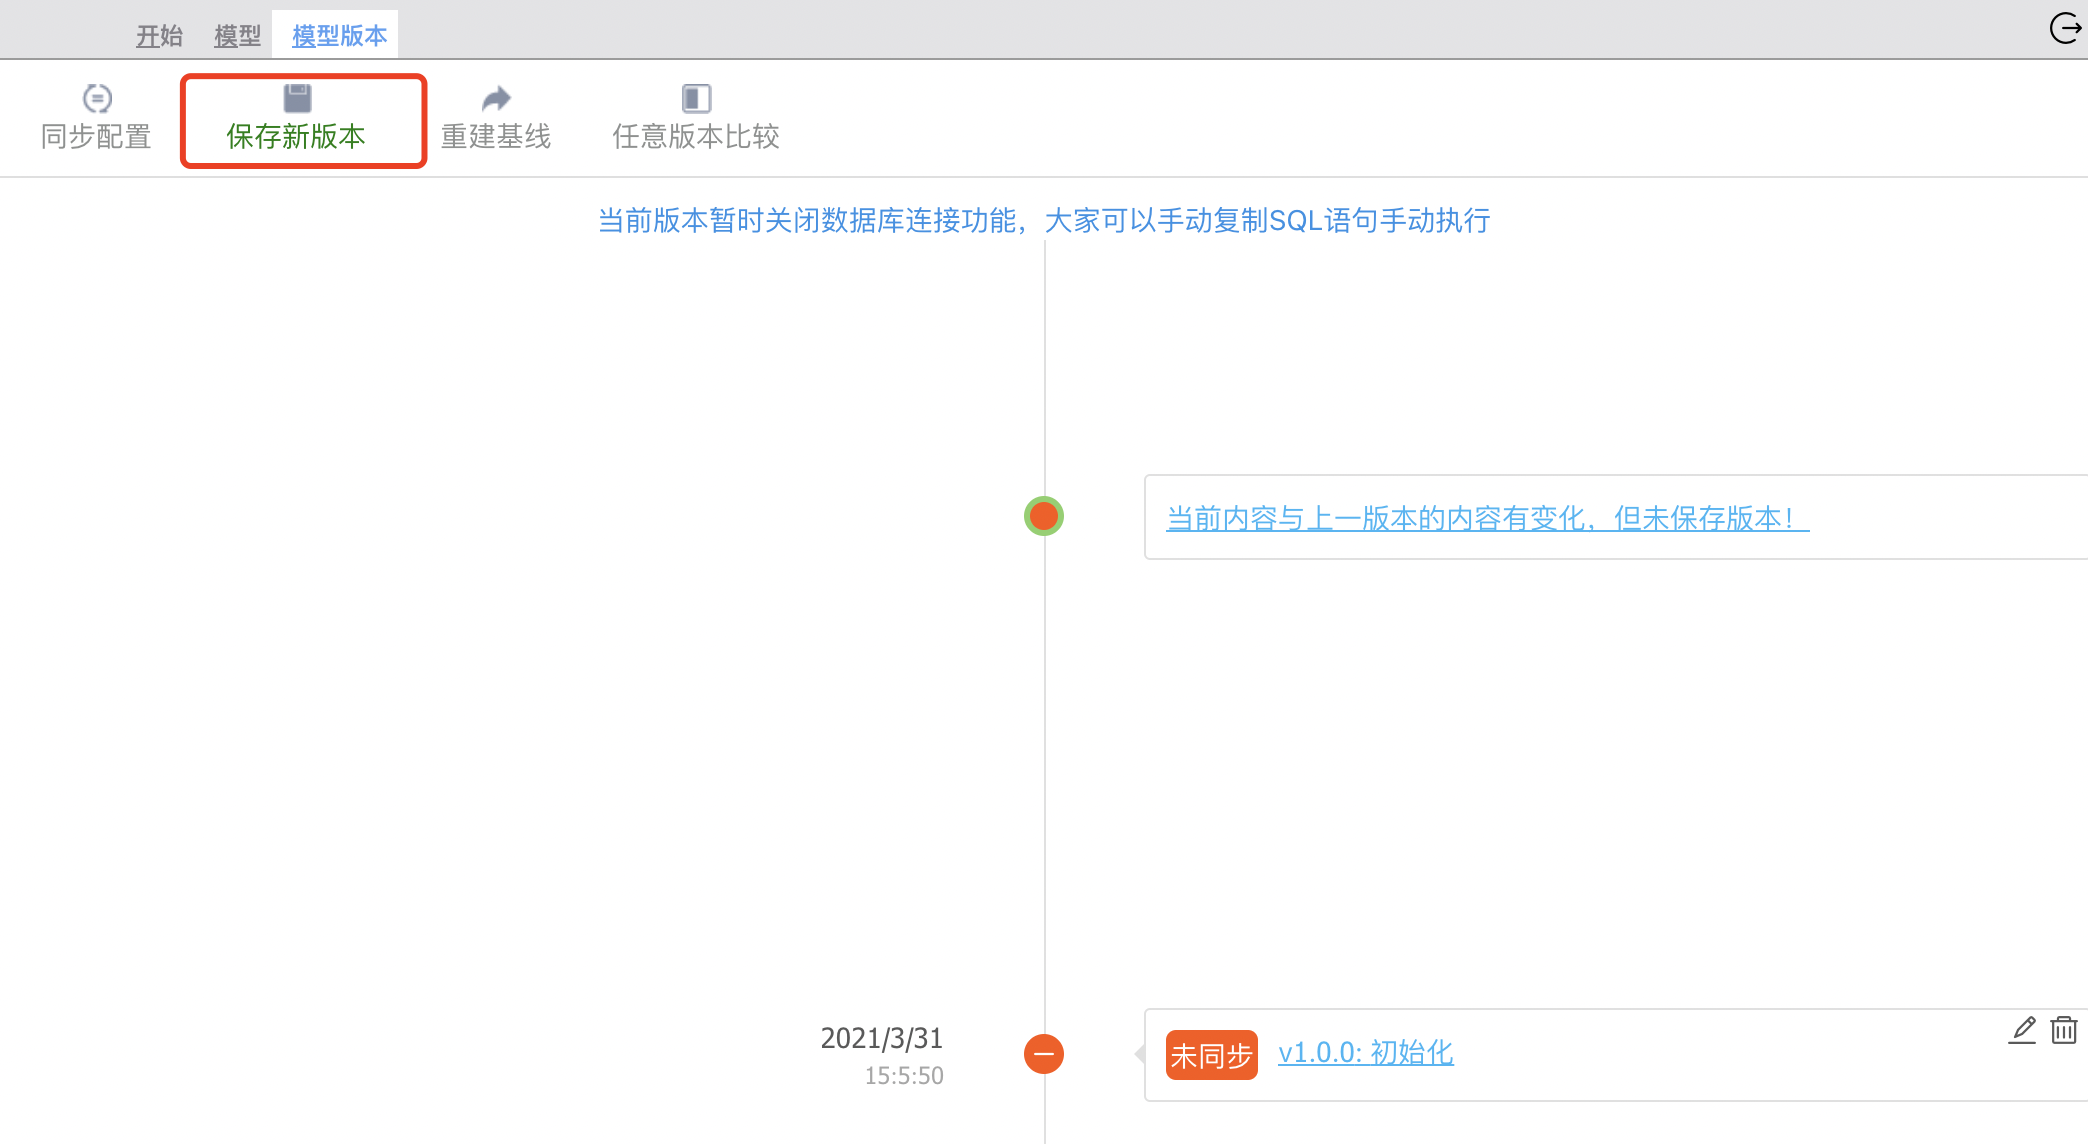 开始 模型 模型版本
同步配置 保存新版本 重建基线 任意版本比较
当前版本暂时关闭数据库连接功能，大家可以手动复制SQL语句手动执行
当前内容与上一版本的内容有变化，但未保存版本！
2021/3/31
15:5:50
未同步 v1.0.0: 初始化